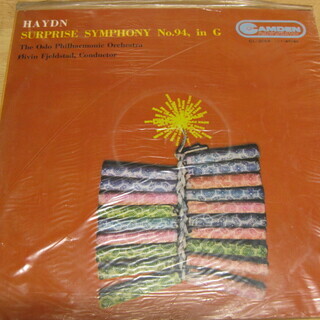 HAYDN
SURPRISE SYMPHONY No.94, in G
The Oslo Philharmonic Orchestra
Øivin Fjeldstad, Conductor
CAMDEN